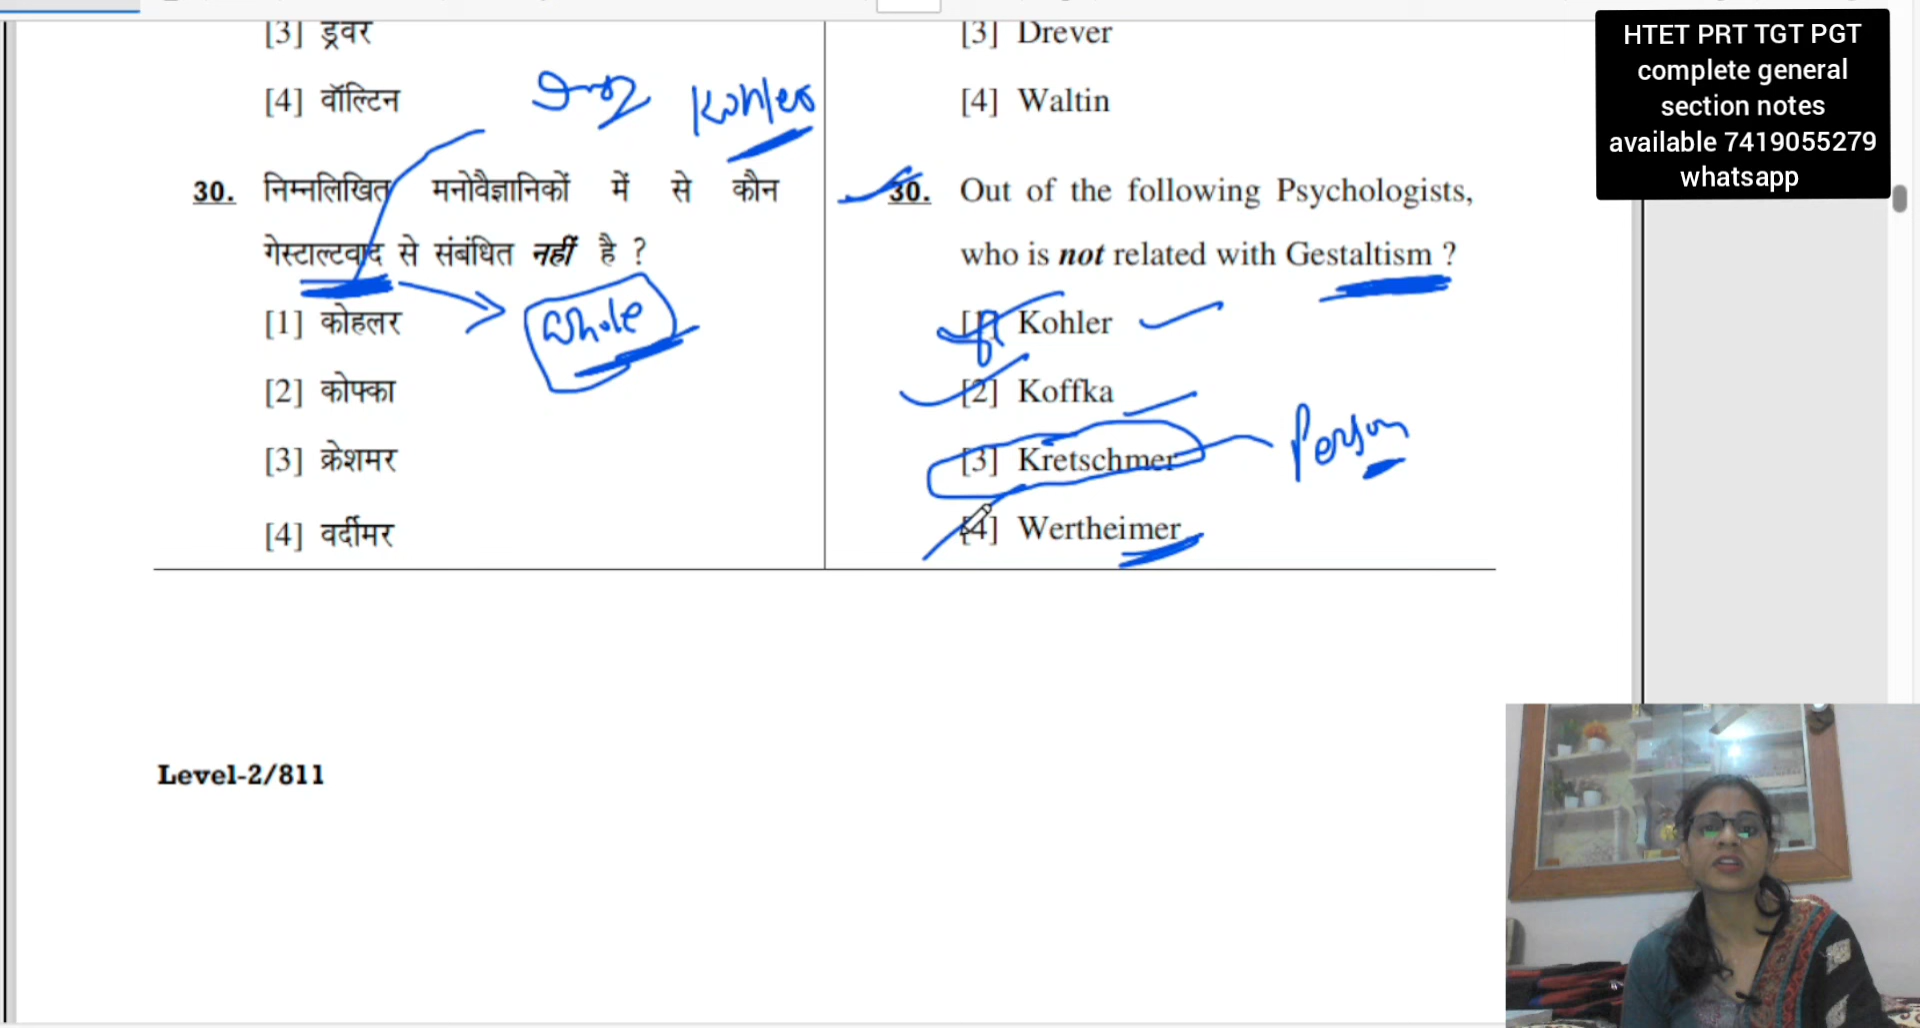 [3] ड्रेवर
[4] वॉल्टिन
Kohler
30. निम्नलिखित मनोवैज्ञानिकों में से कौन
गेस्टाल्टवाद से संबंधित नहीं है ?
[1] कोहलर
whole
[2] कोफ्का
[3] क्रेशमर
[4] वर्दीमर
[3] Drever
[4] Waltin
30. Out of the following Psychologists,
who is not related with Gestaltism ?
[1] Kohler
[2] Koffka
[3] Kretschmer
Person
[4] Wertheimer
Level-2/811
HTET PRT TGT PGT
complete general
section notes
available 7419055279
whatsapp